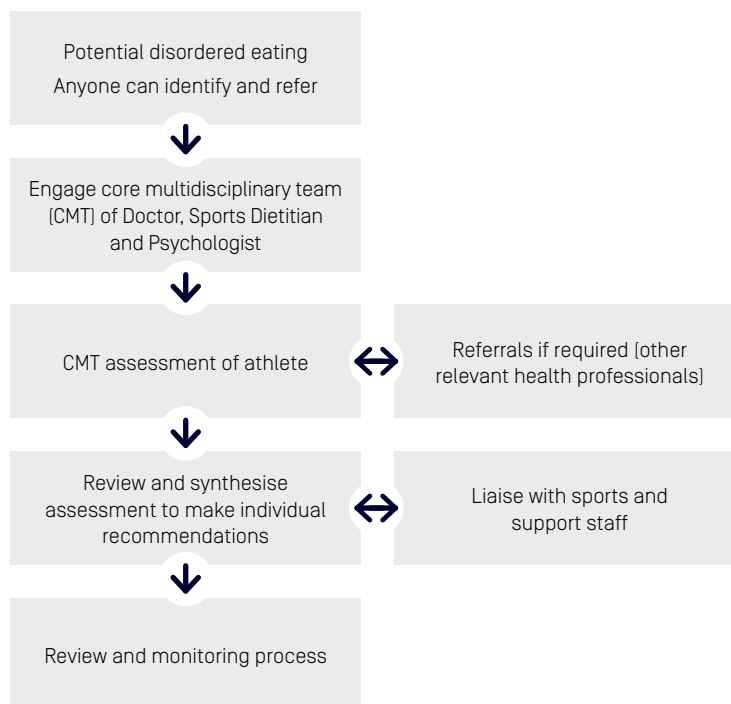 Potential disordered eating
Anyone can identify and refer
Engage core multidisciplinary team
(CMT) of Doctor, Sports Dietitian
and Psychologist
CMT assessment of athlete
Referrals if required (other
relevant health professionals)
Review and synthesise
assessment to make individual
recommendations
Liaise with sports and
support staff
Review and monitoring process